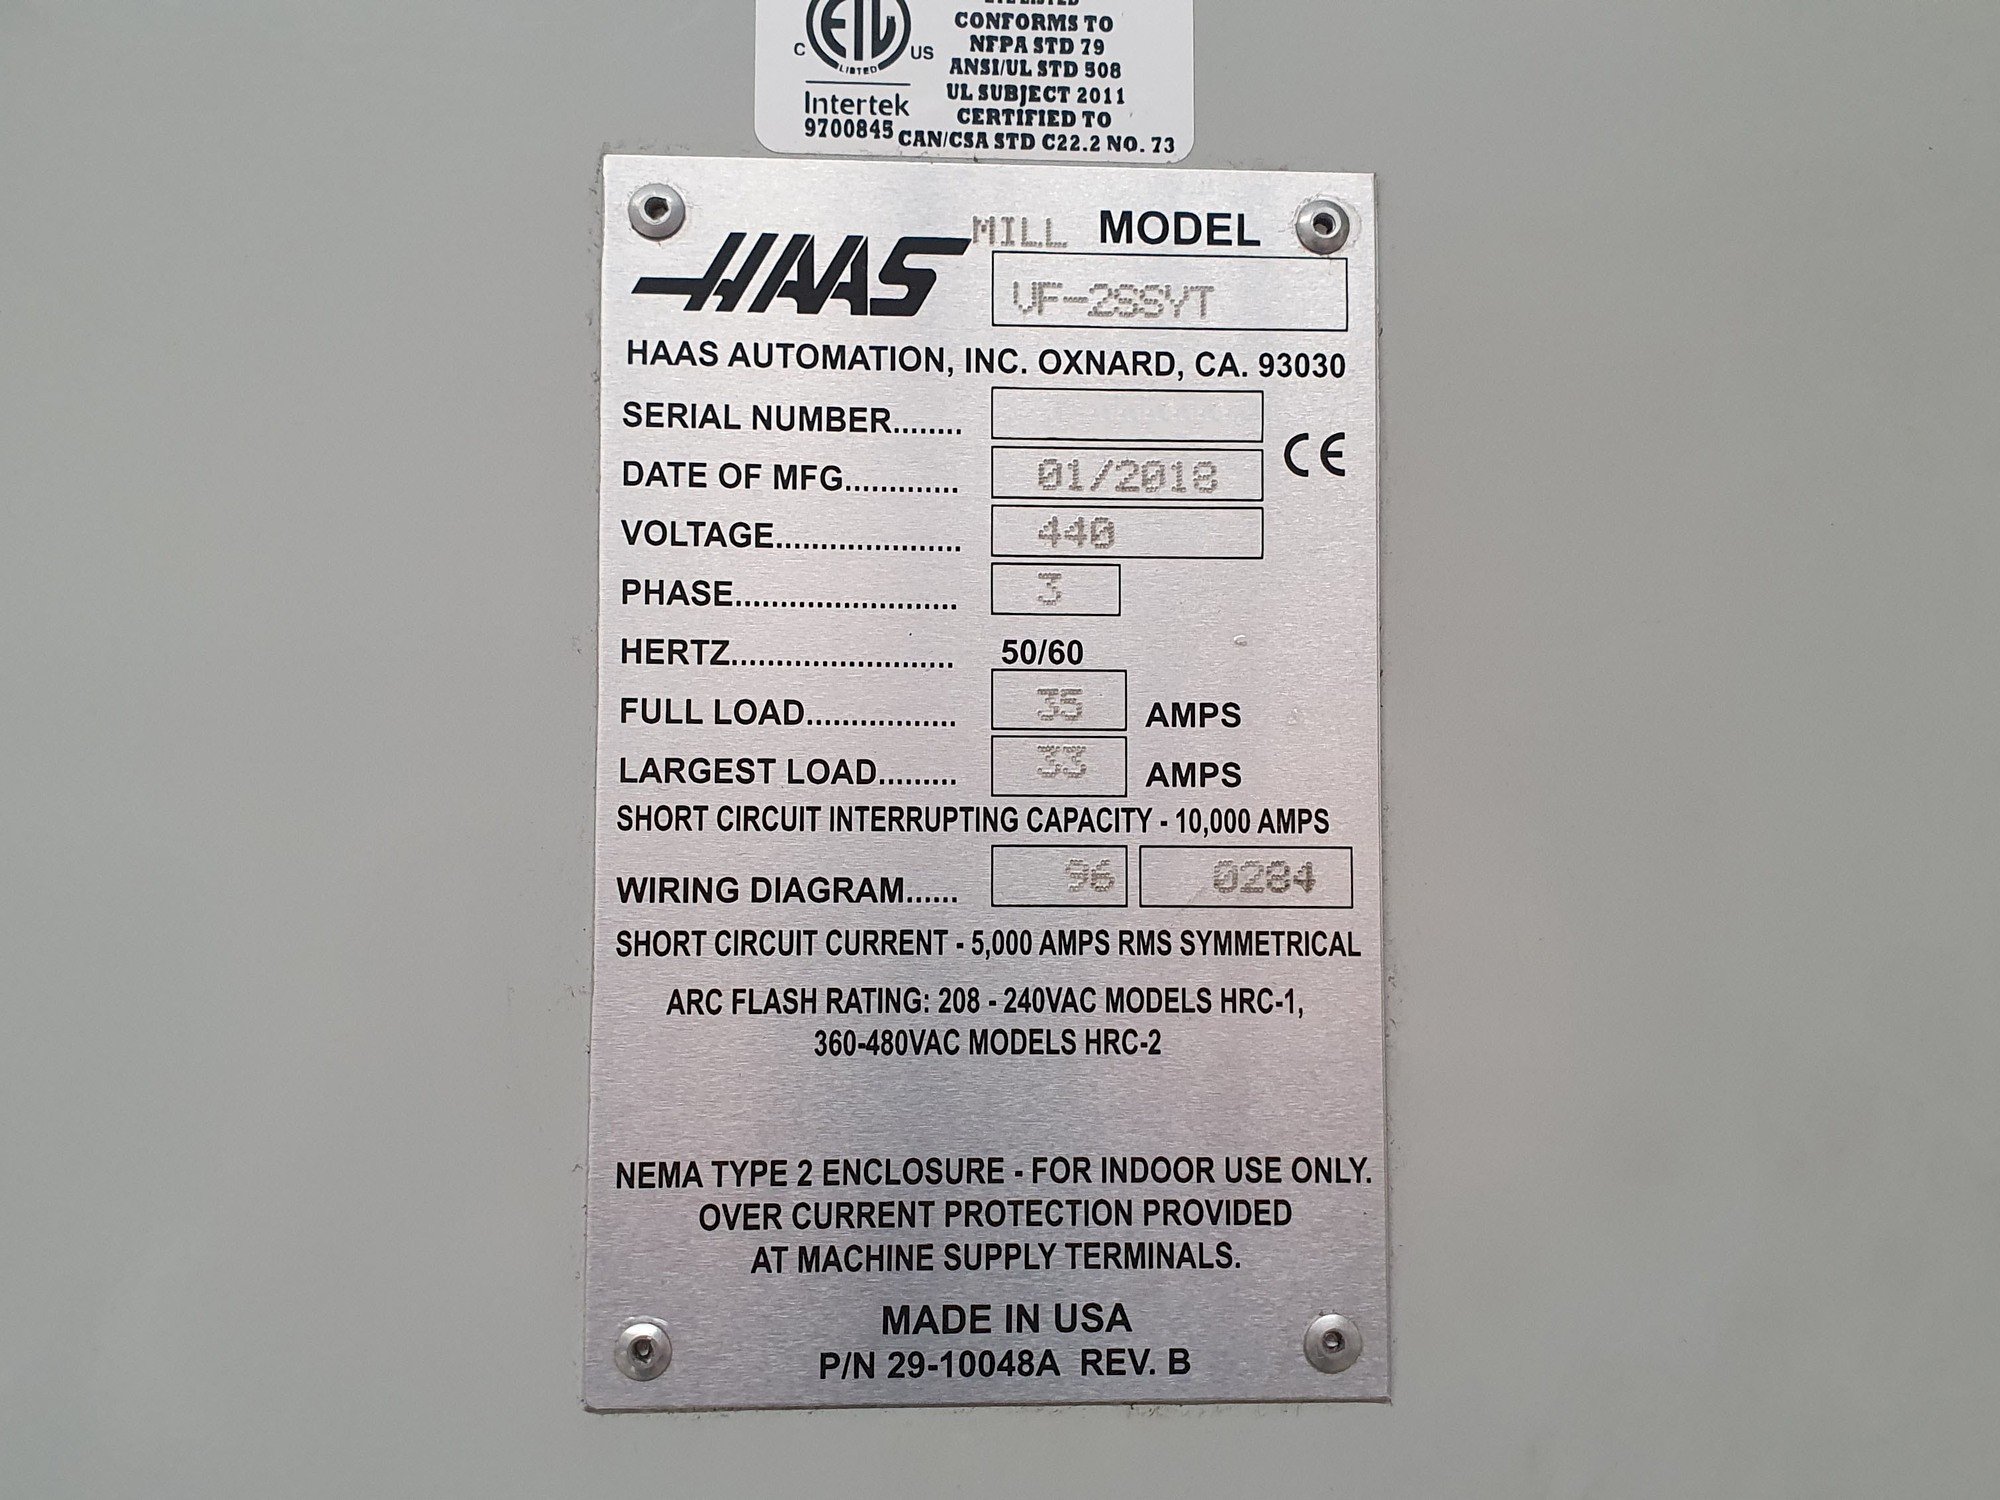 C ETL US
LISTED
Intertek
9700845
ETL LISTED
CONFORMS TO
NFPA STD 79
ANSI/UL STD 508
UL SUBJECT 2011
CERTIFIED TO
CAN/CSA STD C22.2 NO. 73
HAAS MILL MODEL
VF-2SSYT
HAAS AUTOMATION, INC. OXNARD, CA. 93030
SERIAL NUMBER........
DATE OF MFG............. 01/2018 CE
VOLTAGE..................... 440
PHASE......................... 3
HERTZ......................... 50/60
FULL LOAD................. 35 AMPS
LARGEST LOAD......... 33 AMPS
SHORT CIRCUIT INTERRUPTING CAPACITY - 10,000 AMPS
WIRING DIAGRAM...... 96 0284
SHORT CIRCUIT CURRENT - 5,000 AMPS RMS SYMMETRICAL
ARC FLASH RATING: 208 - 240VAC MODELS HRC-1,
360-480VAC MODELS HRC-2
NEMA TYPE 2 ENCLOSURE - FOR INDOOR USE ONLY.
OVER CURRENT PROTECTION PROVIDED
AT MACHINE SUPPLY TERMINALS.
MADE IN USA
P/N 29-10048A REV. B